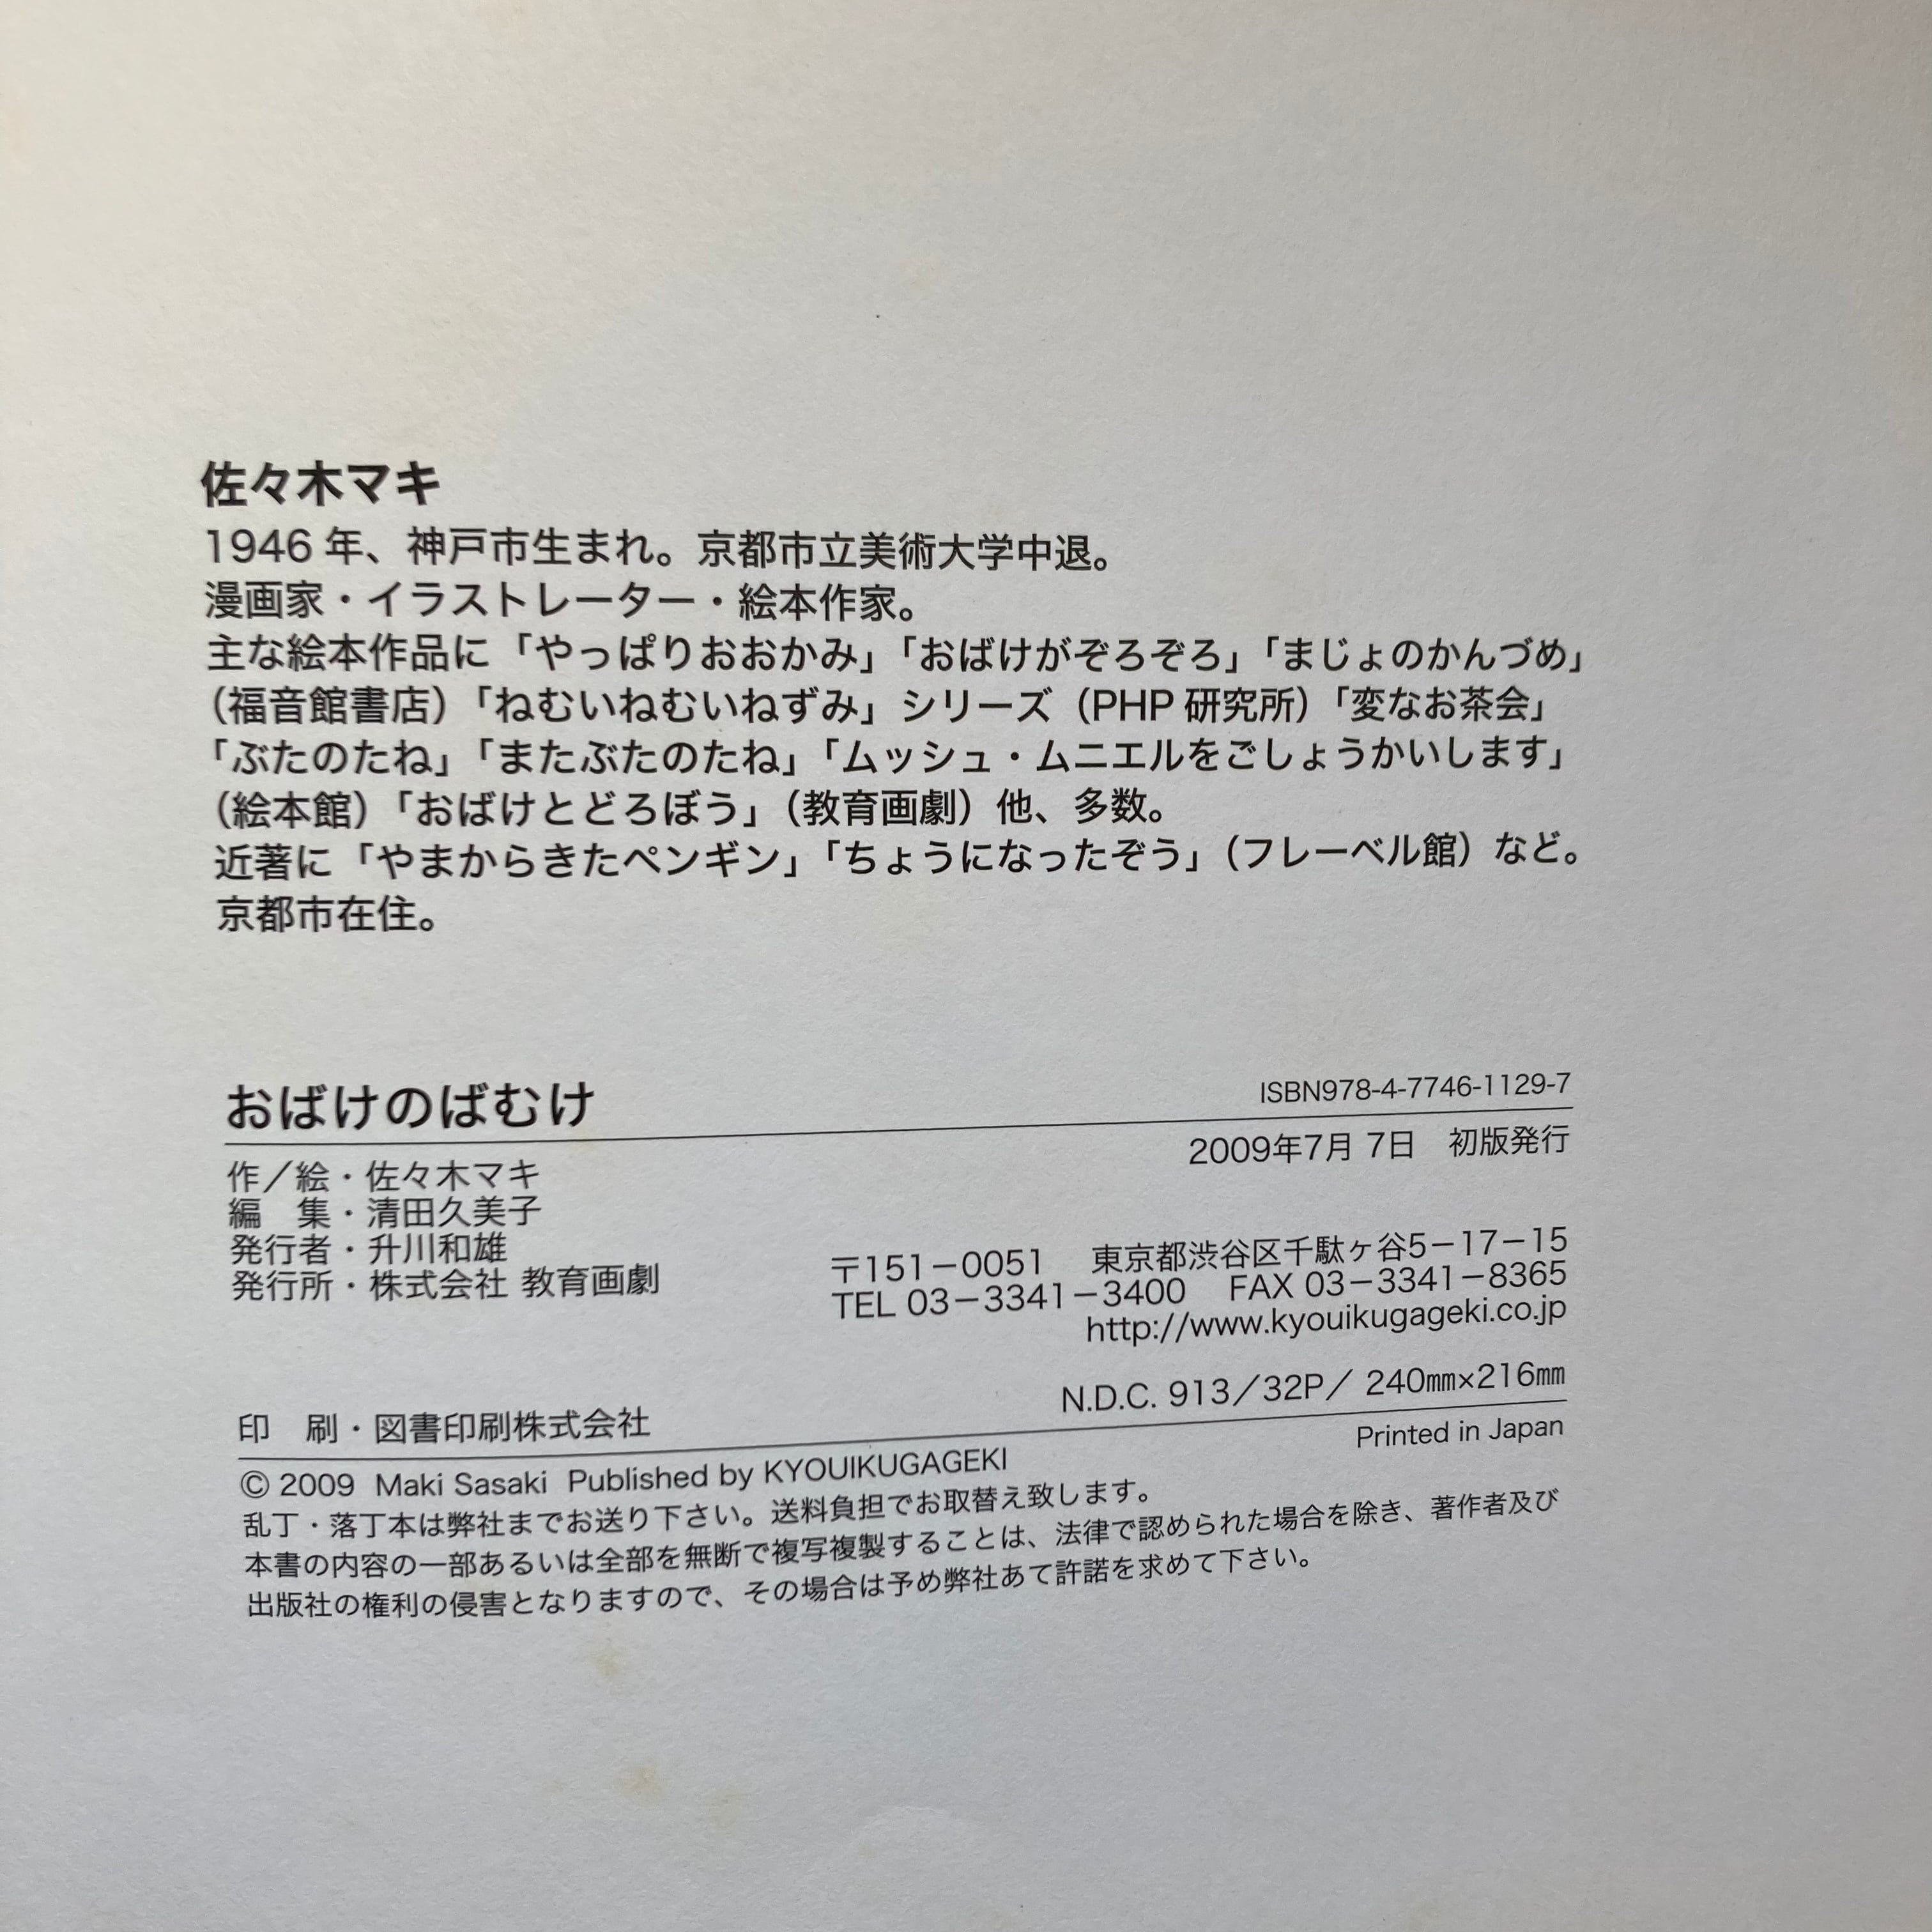 佐々木マキ
1946年、神戸市生まれ。京都市立美術大学中退。
漫画家・イラストレーター・絵本作家。
主な絵本作品に「やっぱりおおかみ」「おばけがぞろぞろ」「まじょのかんづめ」
（福音館書店）「ねむいねむいねずみ」シリーズ（PHP研究所）「変なお茶会」
「ぶたのたね」「またぶたのたね」「ムッシュ・ムニエルをごしょうかいします」
（絵本館）「おばけとどろぼう」（教育画劇）他、多数。
近著に「やまからきたペンギン」「ちょうになったぞう」（フレーベル館）など。
京都市在住。
おばけのばむけ
ISBN978-4-7746-1129-7
2009年7月 7日　初版発行
作／絵・佐々木マキ
編　集・清田久美子
発行者・升川和雄
発行所・株式会社 教育画劇
〒151－0051　東京都渋谷区千駄ヶ谷5－17－15
TEL 03－3341－3400　FAX 03－3341－8365
http://www.kyouikugageki.co.jp
N.D.C. 913／32P／ 240㎜×216㎜
印　刷・図書印刷株式会社
Printed in Japan
© 2009 Maki Sasaki Published by KYOUIKUGAGEKI
乱丁・落丁本は弊社までお送り下さい。送料負担でお取替え致します。
本書の内容の一部あるいは全部を無断で複写複製することは、法律で認められた場合を除き、著作者及び
出版社の権利の侵害となりますので、その場合は予め弊社あて許諾を求めて下さい。